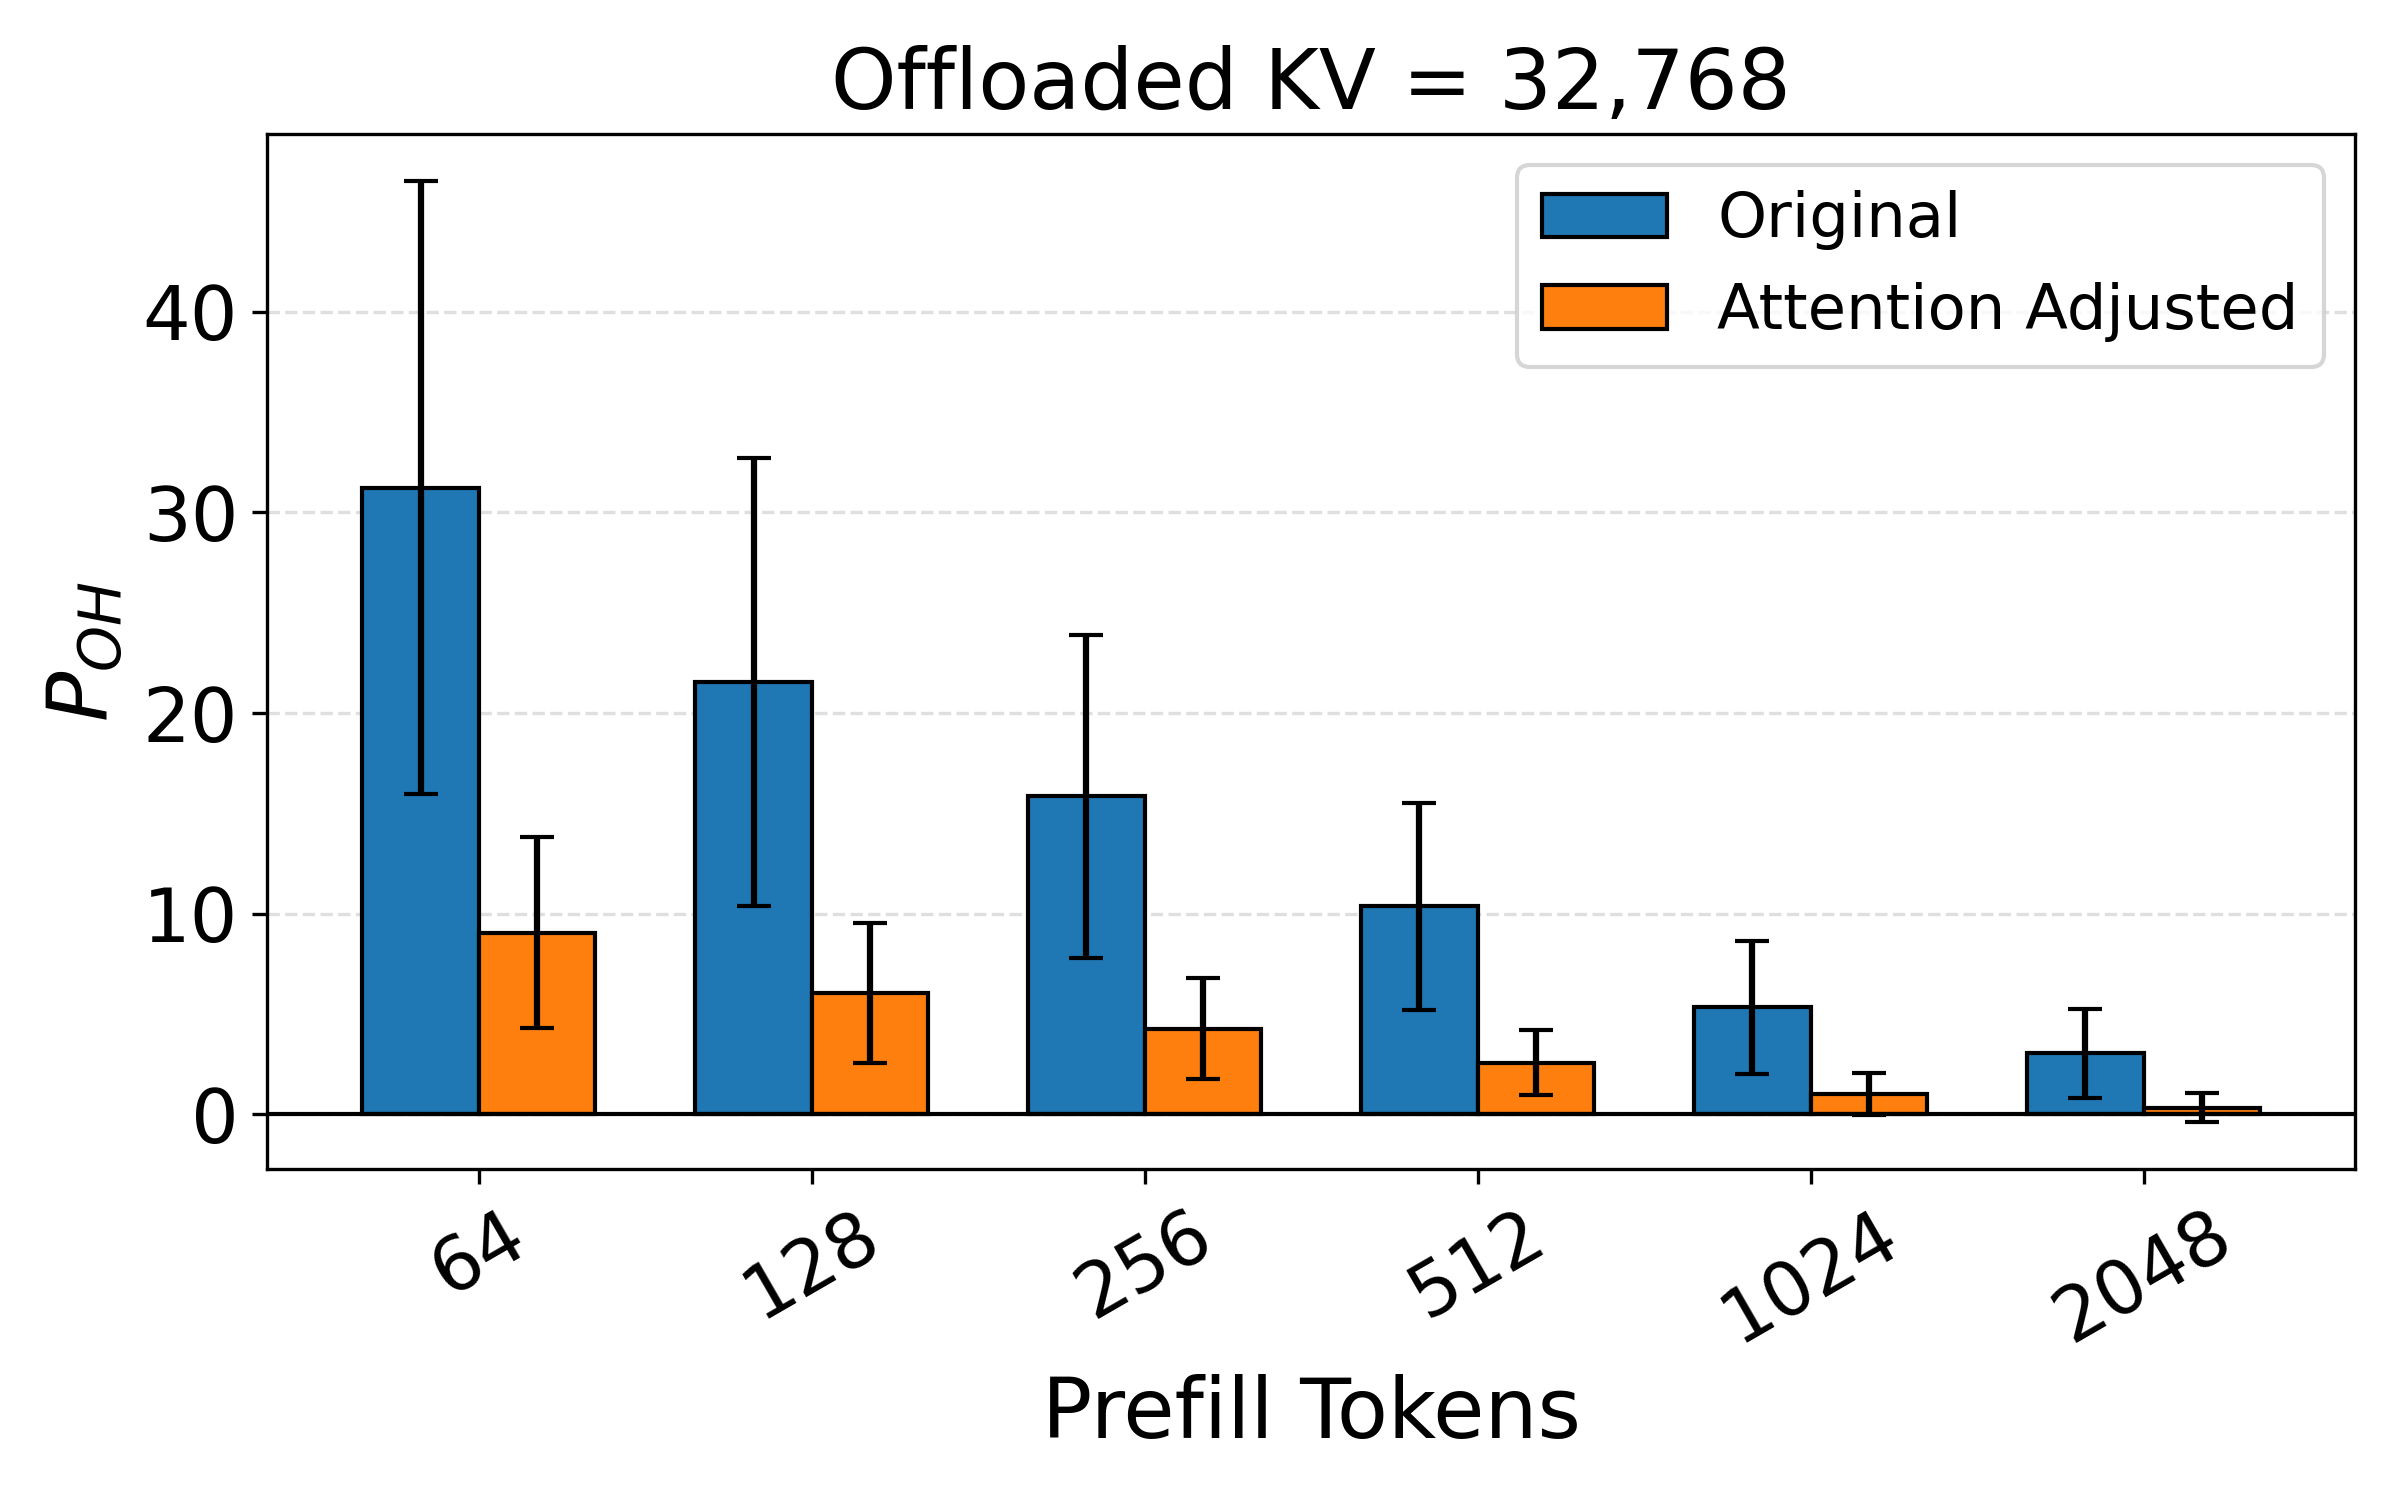 Offloaded KV = 32,768
Original
Attention Adjusted
P_OH
40
30
20
10
0
64 128 256 512 1024 2048
Prefill Tokens